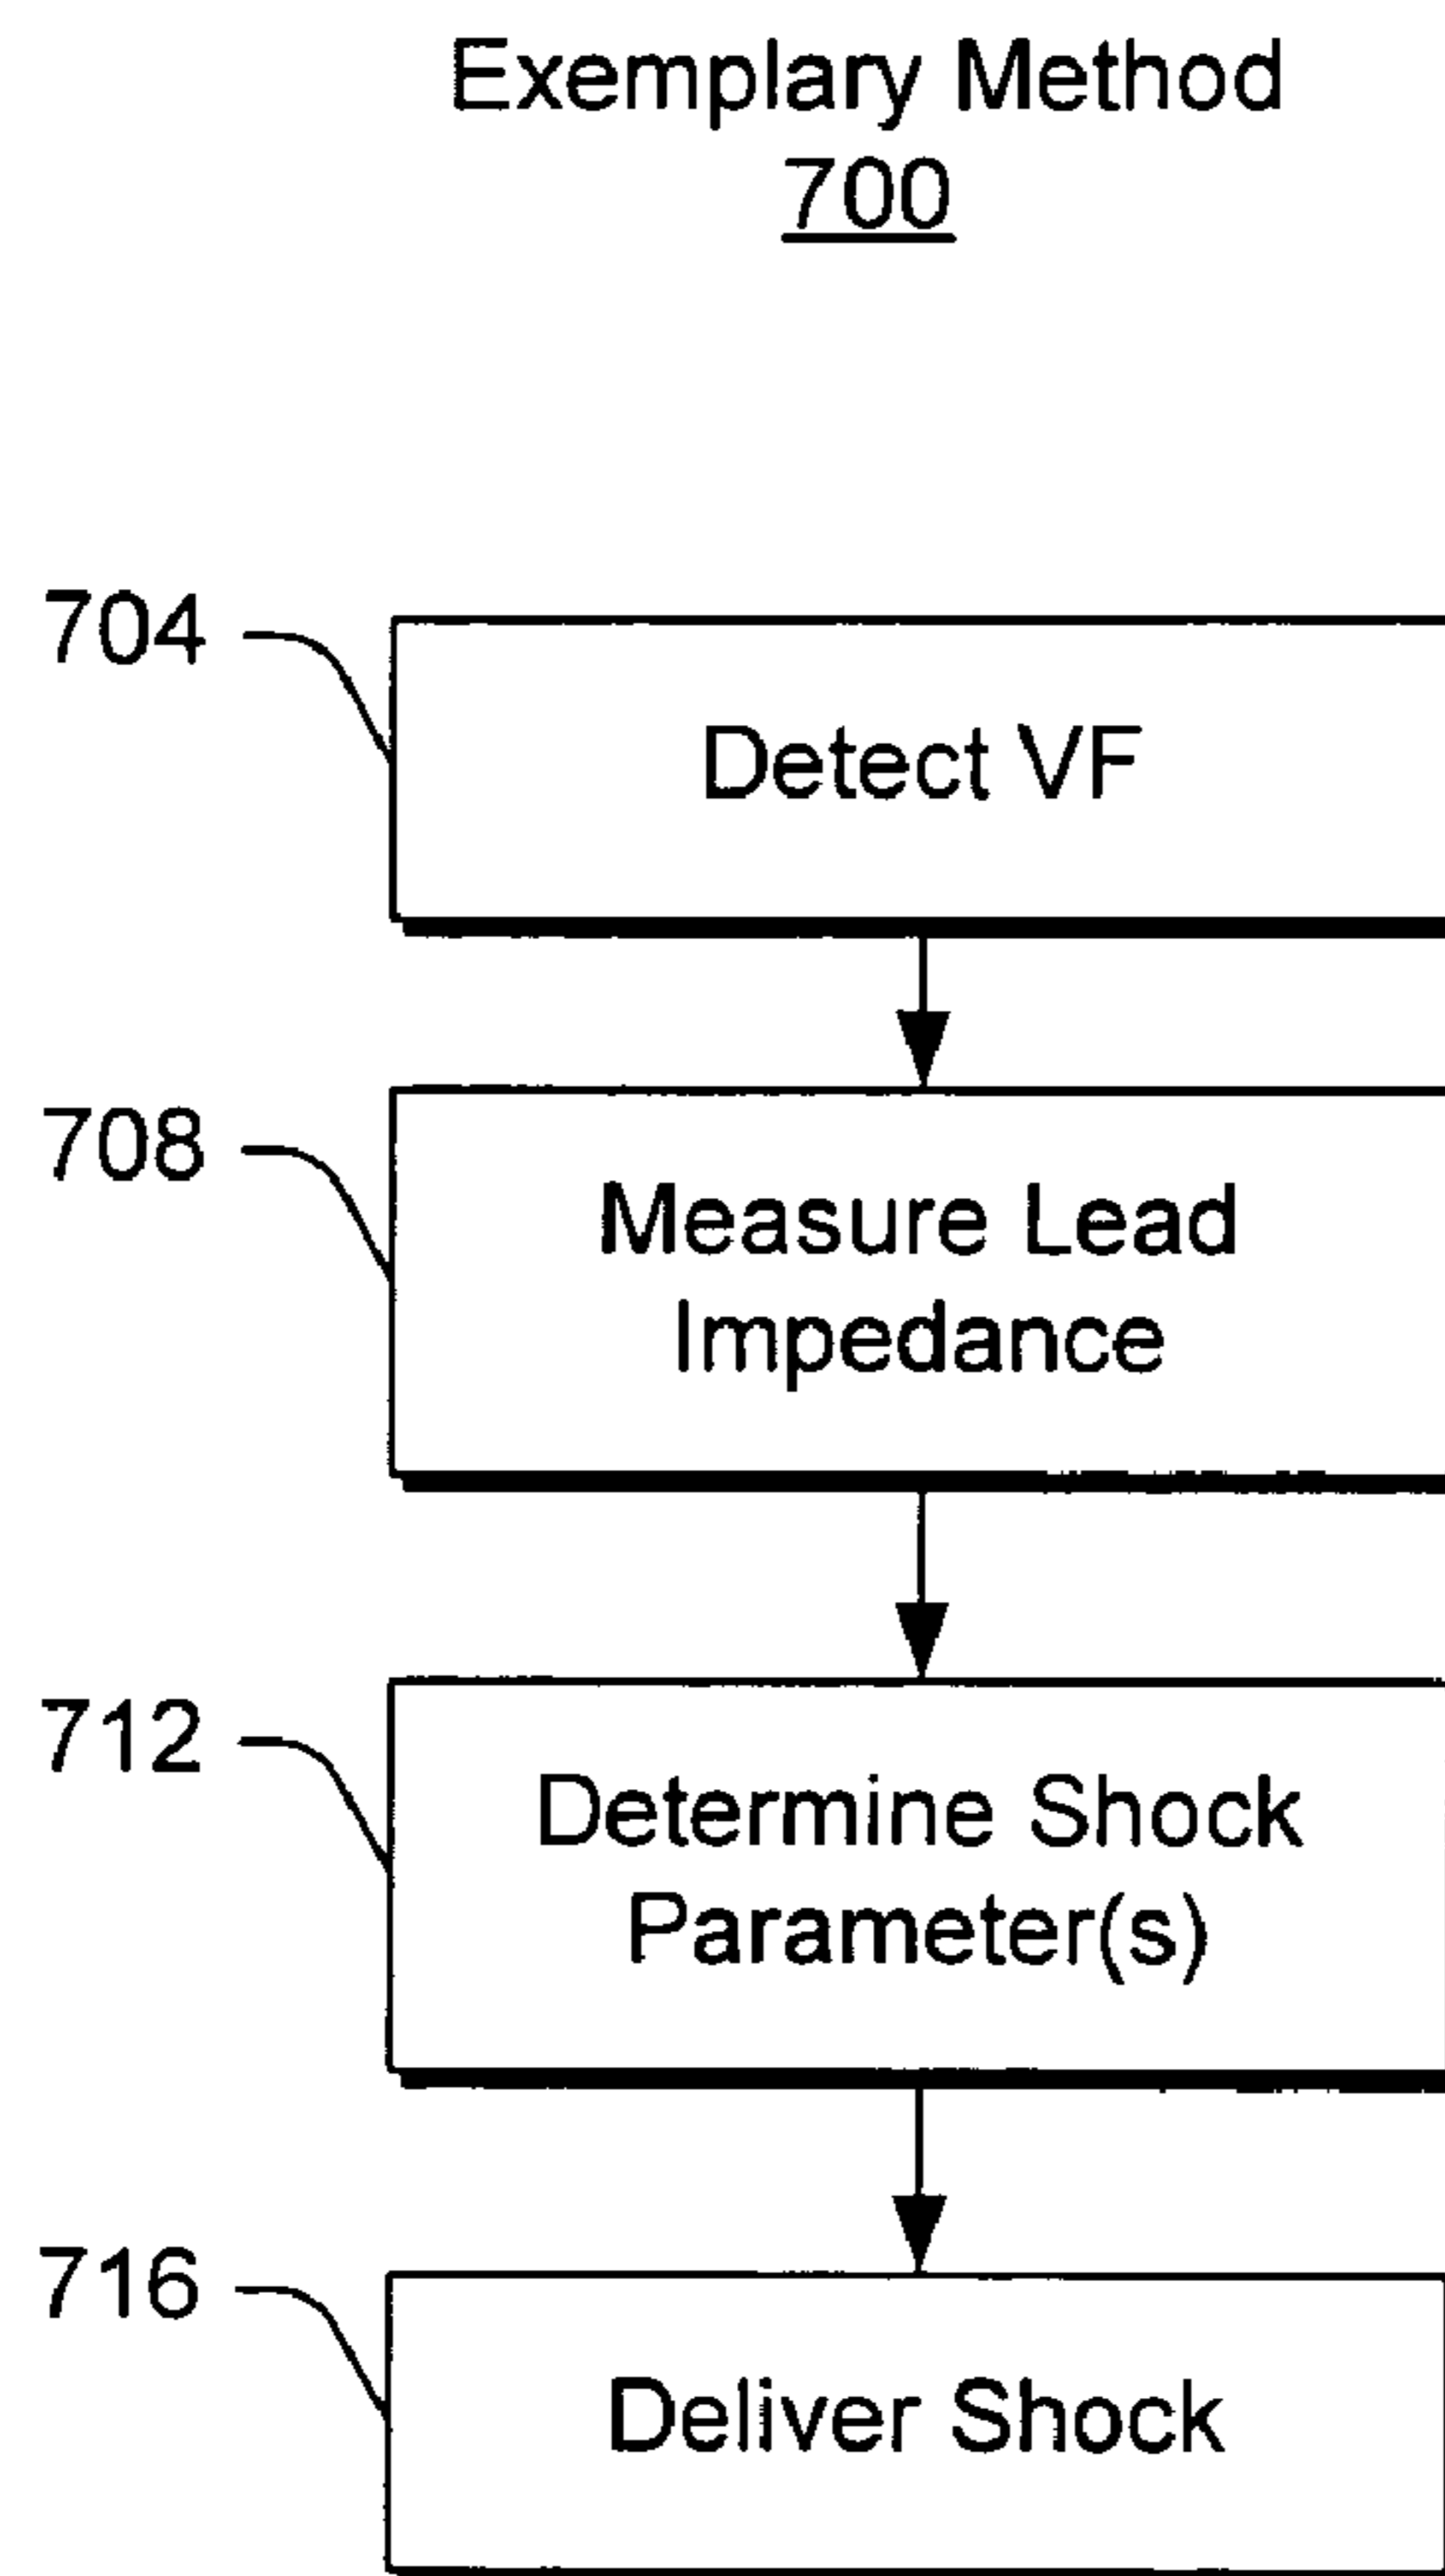 Exemplary Method
700
704
Detect VF
708
Measure Lead
Impedance
712
Determine Shock
Parameter(s)
716
Deliver Shock